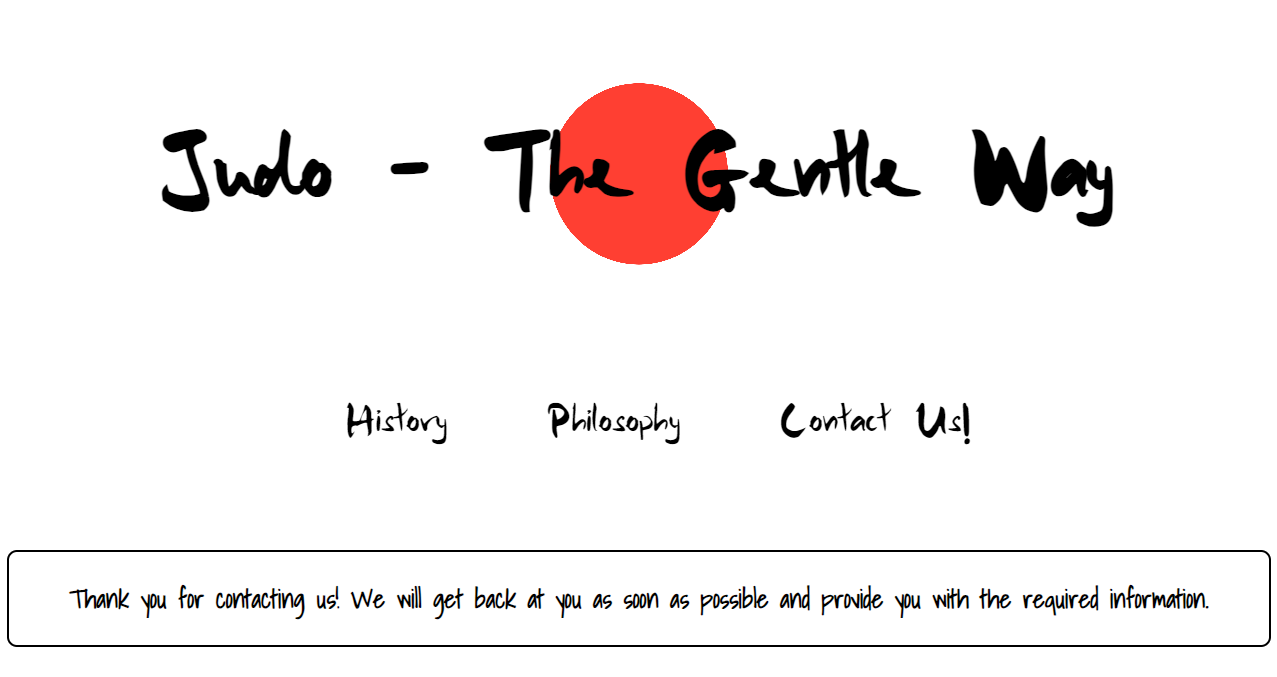 Judo - The Gentle Way
History Philosophy Contact Us!
Thank you for contacting us! We will get back at you as soon as possible and provide you with the required information.